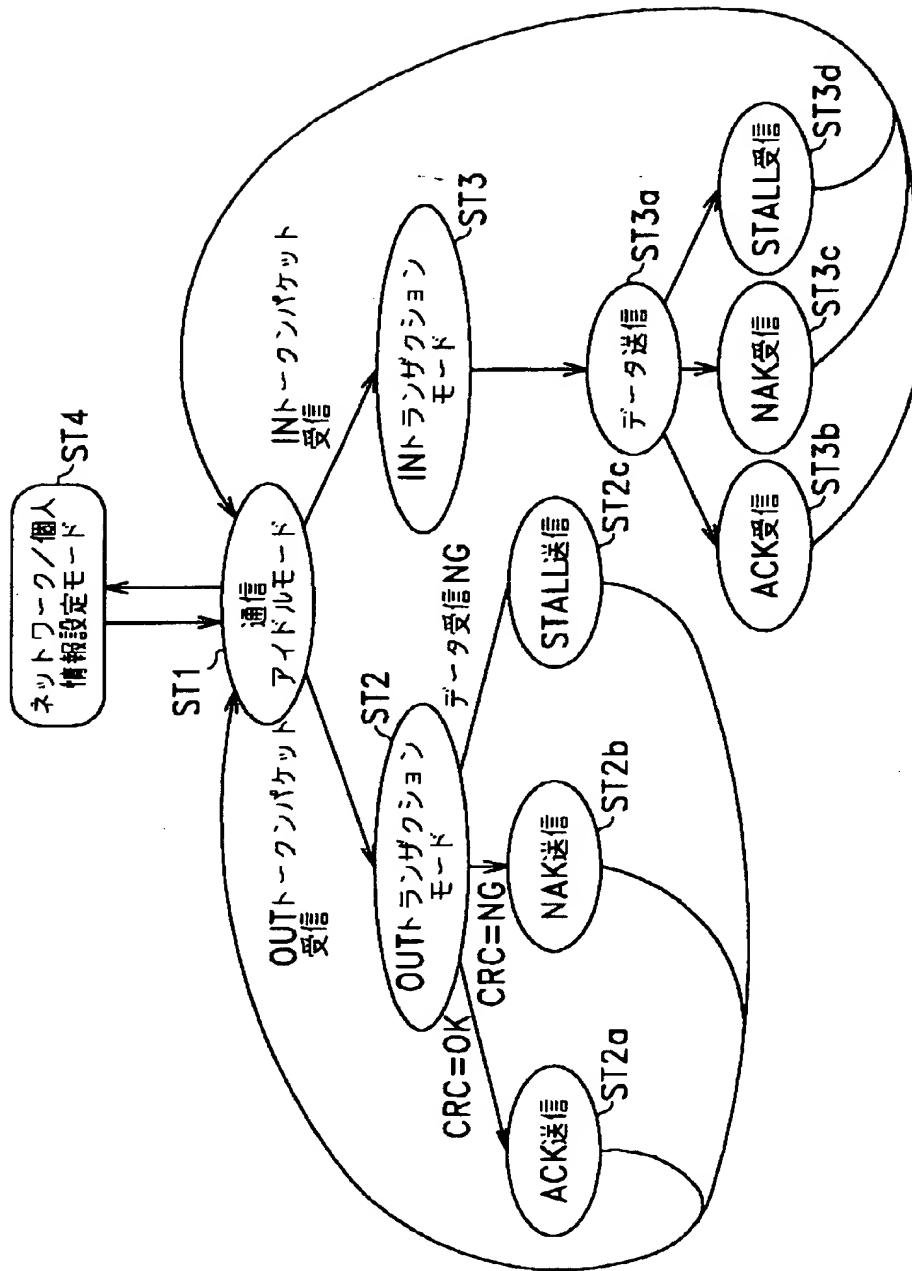 ネットワーク/個人
情報設定モード
ST4
ST1
通信
アイドルモード
OUTトークンパケット
受信
INトークンパケット
受信
ST2
OUTトランザクション
モード
ST3
INトランザクション
モード
CRC=OK
CRC=NG
データ受信NG
ACK送信
ST2a
NAK送信
ST2b
STALL送信
ST2c
データ送信
ST3a
ACK受信
ST3b
NAK受信
ST3c
STALL受信
ST3d